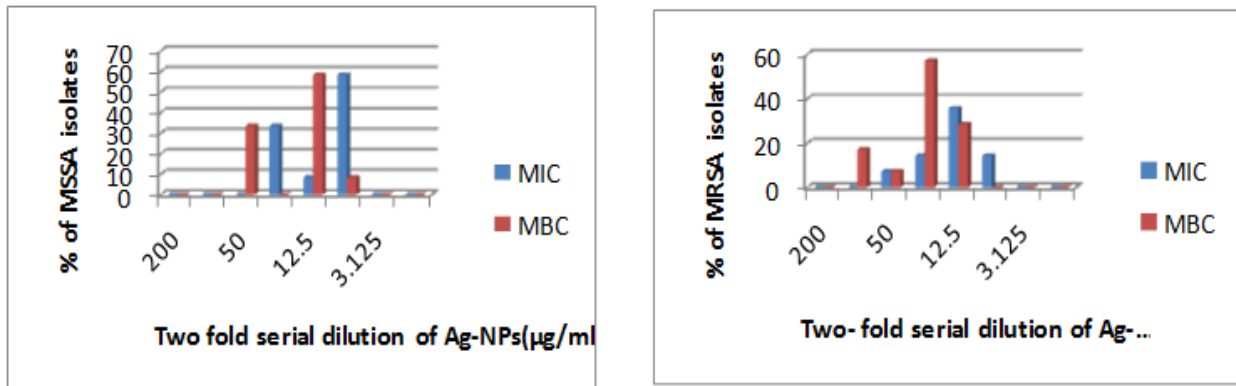 % of MSSA isolates
70
60
50
40
30
20
10
0
200
50
12.5
3.125
MIC
MBC
Two fold serial dilution of Ag-NPs(µg/ml
% of MRSA isolates
60
40
20
0
200
50
12.5
3.125
MIC
MBC
Two- fold serial dilution of Ag-...